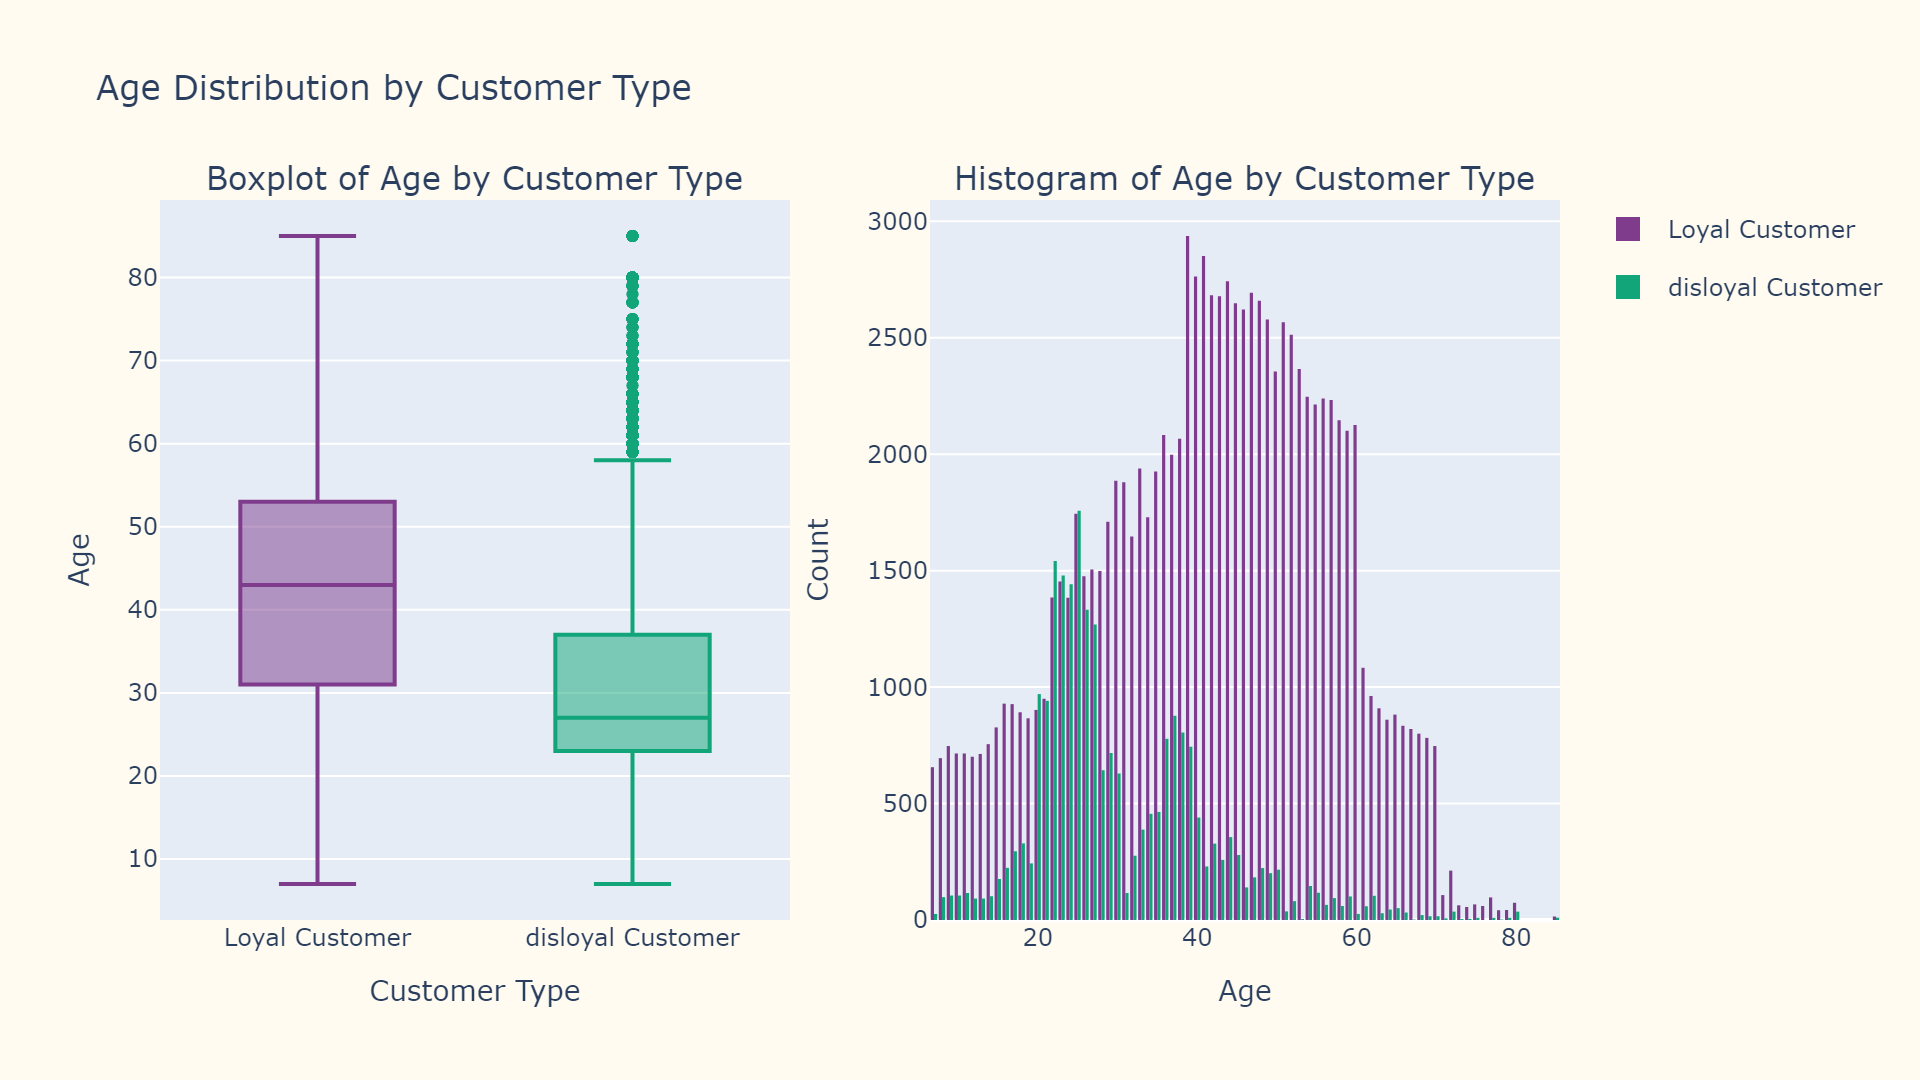 Age Distribution by Customer Type
Boxplot of Age by Customer Type
80
70
60
50
40
30
20
10
Age
Loyal Customer
disloyal Customer
Customer Type
Histogram of Age by Customer Type
3000
2500
2000
1500
1000
500
0
Count
20
40
60
80
Age
Loyal Customer
disloyal Customer